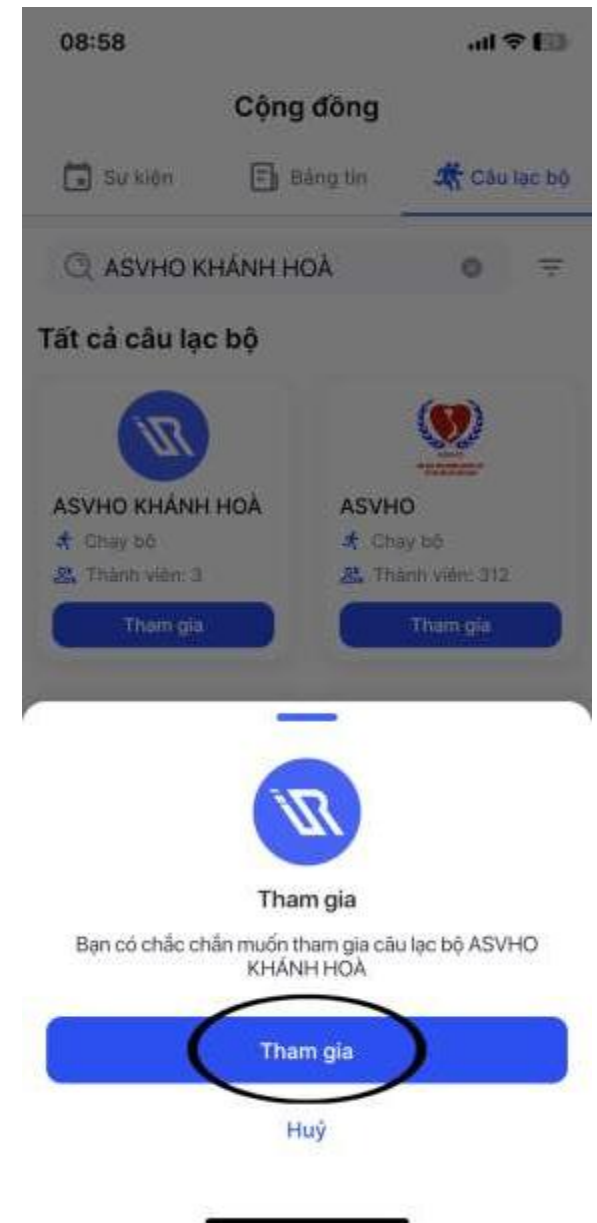 08:58
Cộng đồng
Sự kiện
Bảng tin
Câu lạc bộ
ASVHO KHÁNH HOÀ
Tất cả câu lạc bộ
ASVHO KHÁNH HOÀ
Chạy bộ
Thành viên: 3
Tham gia
ASVHO
Chạy bộ
Thành viên: 312
Tham gia
Tham gia
Bạn có chắc chắn muốn tham gia câu lạc bộ ASVHO
KHÁNH HOÀ
Tham gia
Huỷ